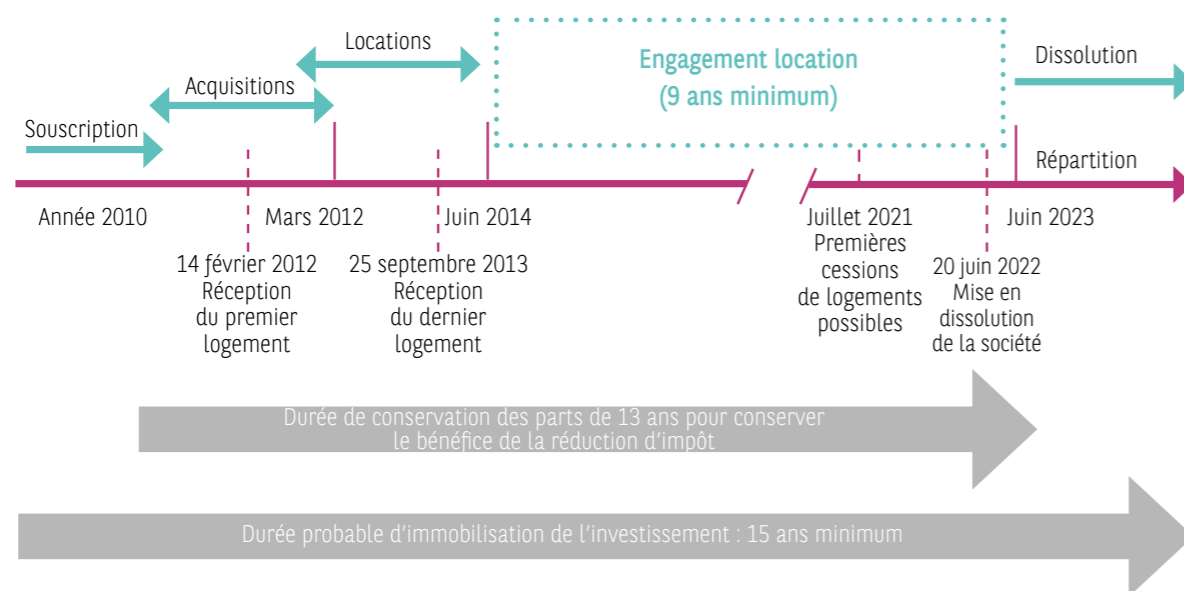 Locations
Engagement location
(9 ans minimum)
Dissolution
Acquisitions
Souscription
Répartition
Année 2010
Mars 2012
Juin 2014
Juillet 2021
Premières
cessions
de logements
possibles
Juin 2023
14 février 2012
Réception
du premier
logement
25 septembre 2013
Réception
du dernier
logement
20 juin 2022
Mise en
dissolution
de la société
Durée de conservation des parts de 13 ans pour conserver
le bénéfice de la réduction d’impôt
Durée probable d’immobilisation de l’investissement : 15 ans minimum